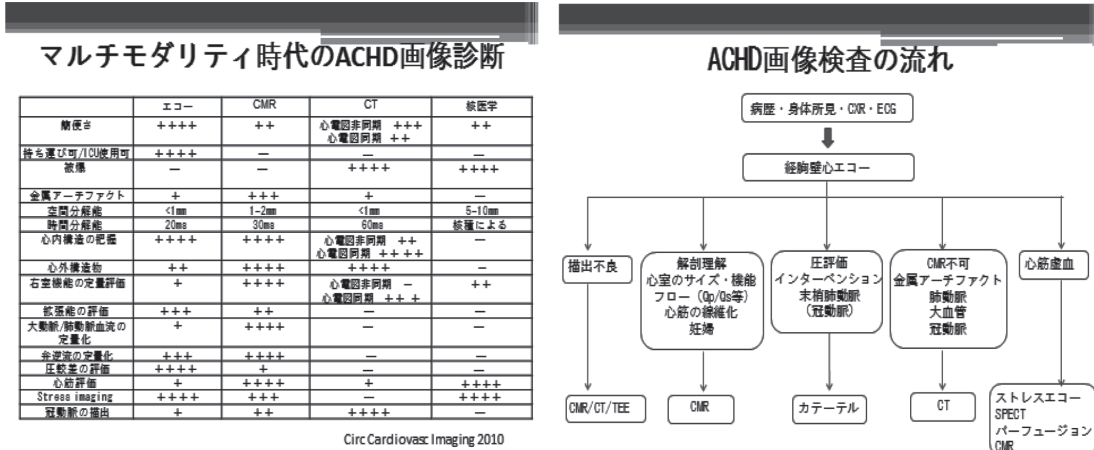 マルチモダリティ時代のACHD画像診断
エコー CMR CT 核医学
簡便さ ++++ ++ 心電図非同期 +++ ++
心電図同期 ++
持ち運び可/ICU使用可 ++++ — — —
被爆 — — ++++ ++++
金属アーチファクト + +++ + —
空間分解能 <1mm 1-2mm <1mm 5-10mm
時間分解能 20ms 30ms 60ms 核種による
心内構造の把握 ++++ ++++ 心電図非同期 ++ —
心電図同期 ++++
心外構造物 ++ ++++ ++++ —
右室機能の定量評価 + ++++ 心電図非同期 — ++
心電図同期 +++
拡張能の評価 +++ ++ — —
大動脈/肺動脈血流の + ++++ — —
定量化
弁逆流の定量化 +++ ++++ — —
圧較差の評価 ++++ + — —
心筋評価 + ++++ + ++++
Stress imaging ++++ +++ — ++++
冠動脈の描出 + ++ ++++ —
Circ Cardiovasc Imaging 2010
ACHD画像検査の流れ
病歴・身体所見・CXR・ECG
経胸壁心エコー
描出不良
解剖理解
心室のサイズ・機能
フロー（Qp/Qs等）
心筋の線維化
妊婦
圧評価
インターベンション
末梢肺動脈
（冠動脈）
CMR不可
金属アーチファクト
肺動脈
大血管
冠動脈
心筋虚血
CMR/CT/TEE
CMR
カテーテル
CT
ストレスエコー
SPECT
パーフュージョン
CMR